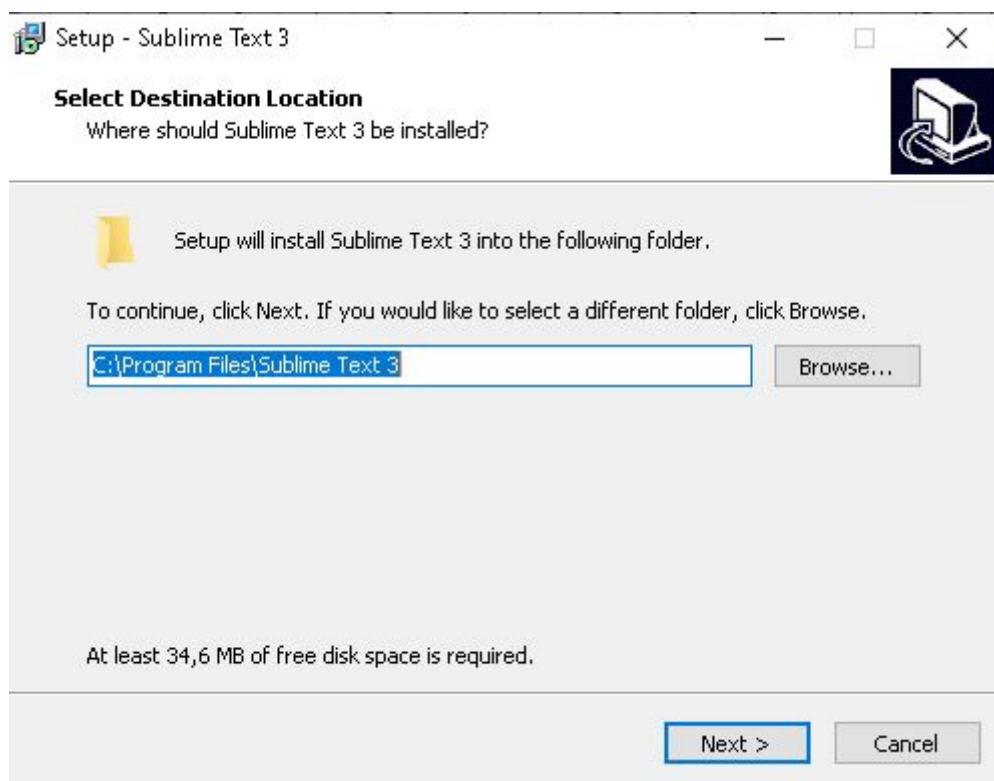 Setup - Sublime Text 3
Select Destination Location
Where should Sublime Text 3 be installed?
Setup will install Sublime Text 3 into the following folder.
To continue, click Next. If you would like to select a different folder, click Browse.
C:\Program Files\Sublime Text 3
Browse...
At least 34,6 MB of free disk space is required.
Next >
Cancel